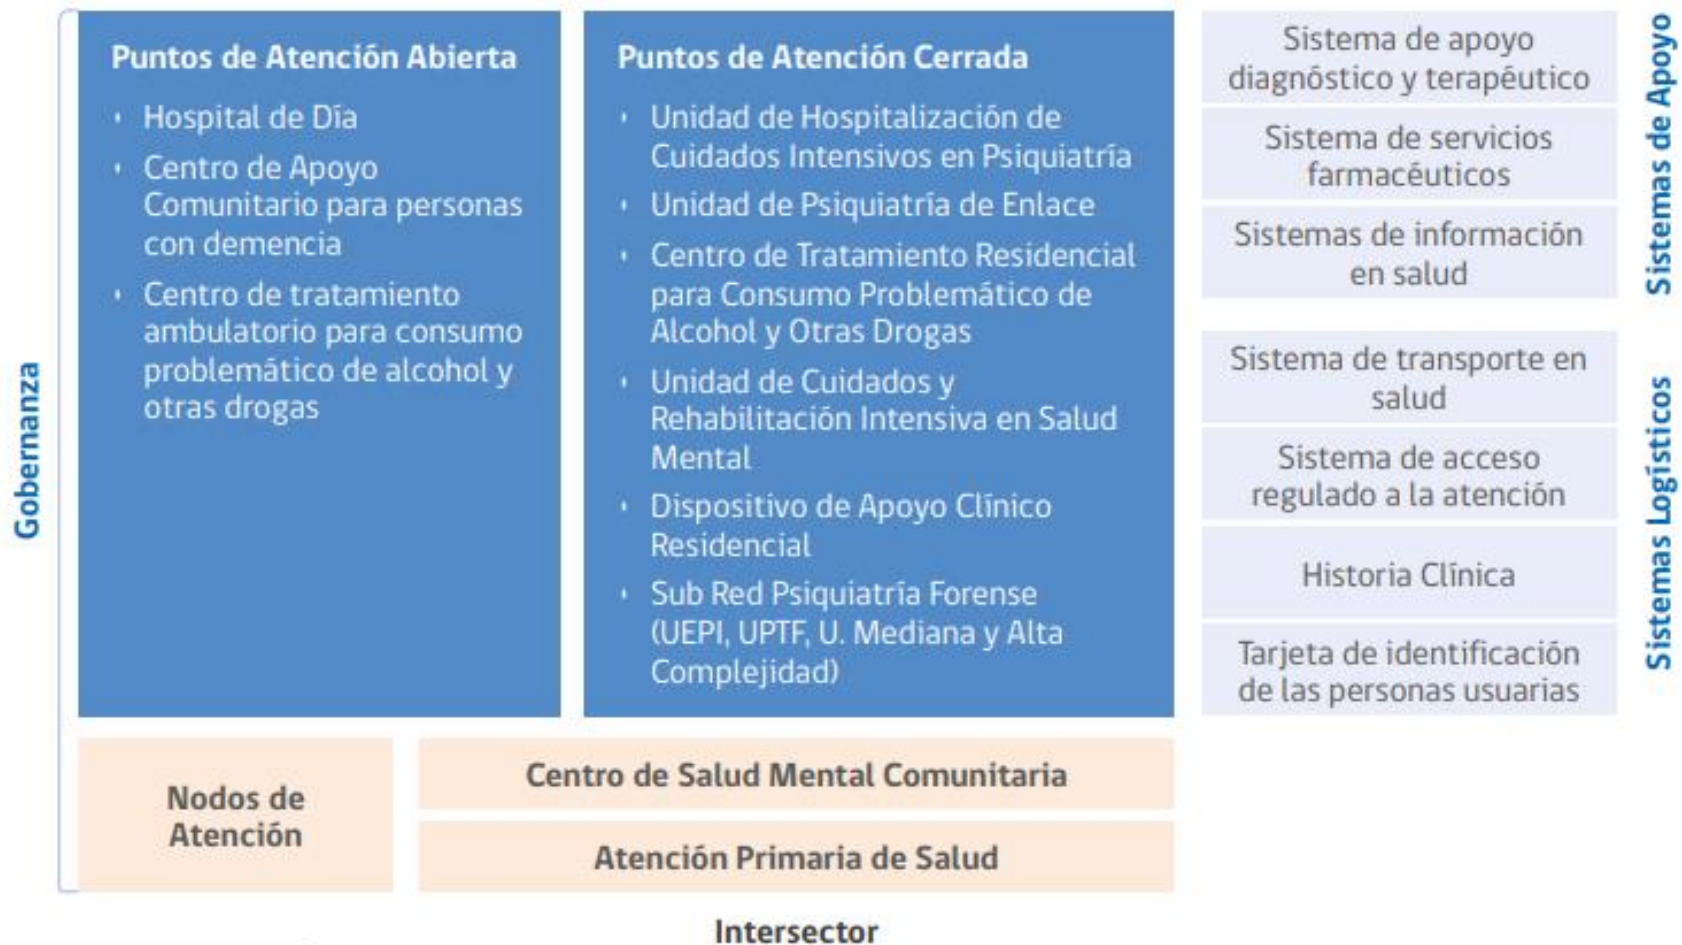 Gobernanza
Puntos de Atención Abierta
· Hospital de Día
· Centro de Apoyo
Comunitario para personas
con demencia
· Centro de tratamiento
ambulatorio para consumo
problemático de alcohol y
otras drogas
Puntos de Atención Cerrada
· Unidad de Hospitalización de
Cuidados Intensivos en Psiquiatría
· Unidad de Psiquiatría de Enlace
· Centro de Tratamiento Residencial
para Consumo Problemático de
Alcohol y Otras Drogas
· Unidad de Cuidados y
Rehabilitación Intensiva en Salud
Mental
· Dispositivo de Apoyo Clínico
Residencial
· Sub Red Psiquiatría Forense
(UEPI, UPTF, U. Mediana y Alta
Complejidad)
Sistema de apoyo
diagnóstico y terapéutico
Sistema de servicios
farmacéuticos
Sistemas de información
en salud
Sistemas de Apoyo
Sistema de transporte en
salud
Sistema de acceso
regulado a la atención
Historia Clínica
Tarjeta de identificación
de las personas usuarias
Sistemas Logísticos
Nodos de
Atención
Centro de Salud Mental Comunitaria
Atención Primaria de Salud
Intersector